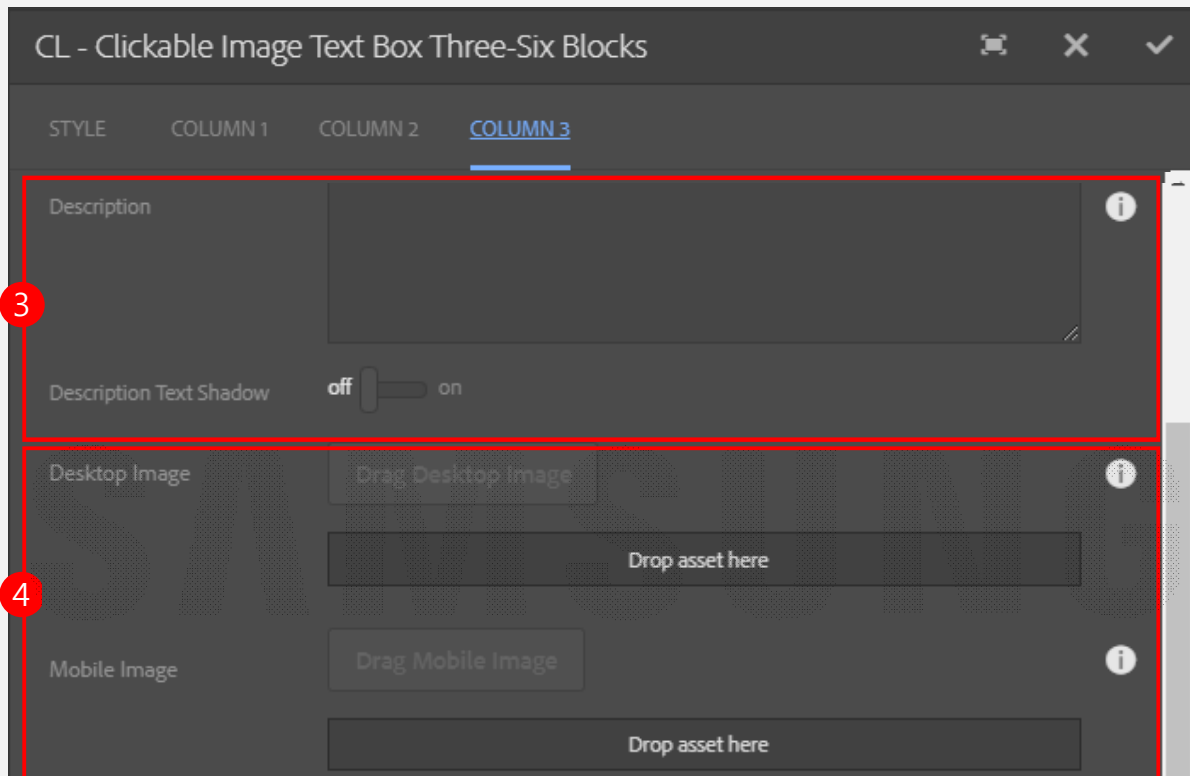 CL - Clickable Image Text Box Three-Six Blocks
STYLE COLUMN 1 COLUMN 2 COLUMN 3
Description
3
Description Text Shadow off on
Desktop Image Drag Desktop Image
SAMSUNG
Drop asset here
4
Mobile Image Drag Mobile Image
Drop asset here